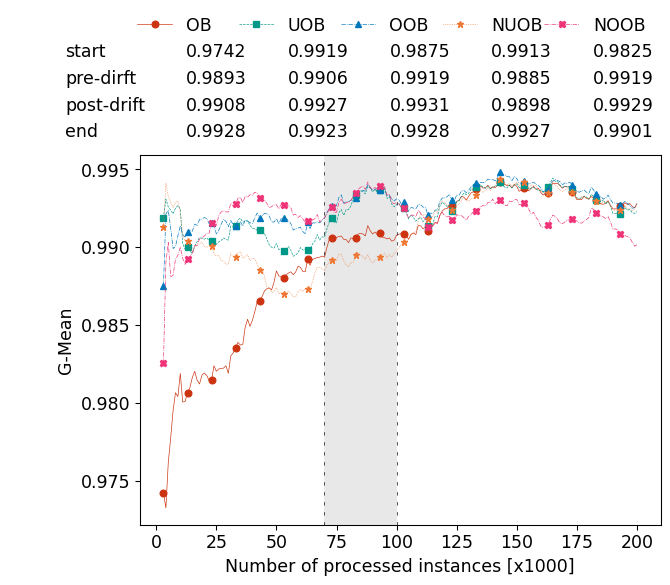 OB UOB OOB NUOB NOOB
start 0.9742 0.9919 0.9875 0.9913 0.9825
pre-dirft 0.9893 0.9906 0.9919 0.9885 0.9919
post-drift 0.9908 0.9927 0.9931 0.9898 0.9929
end 0.9928 0.9923 0.9928 0.9927 0.9901
0.995
0.990
0.985
0.980
0.975
G-Mean
0 25 50 75 100 125 150 175 200
Number of processed instances [x1000]